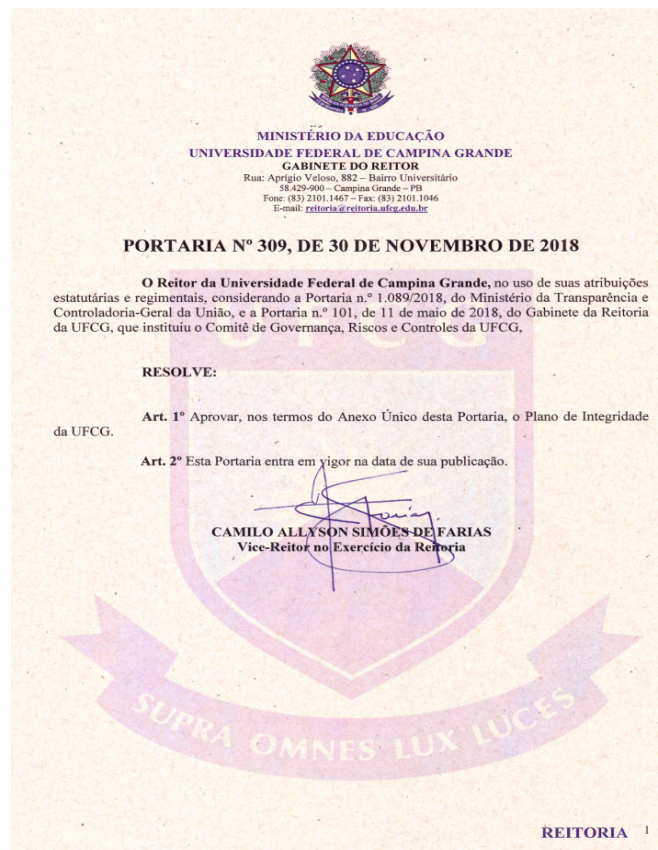 MINISTÉRIO DA EDUCAÇÃO
UNIVERSIDADE FEDERAL DE CAMPINA GRANDE
GABINETE DO REITOR
Rua: Aprígio Veloso, 882 – Bairro Universitário
58.429-900 – Campina Grande – PB
Fone: (83) 2101.1467 – Fax: (83) 2101.1046
E-mail: reitoria@reitoria.ufcg.edu.br
PORTARIA Nº 309, DE 30 DE NOVEMBRO DE 2018
O Reitor da Universidade Federal de Campina Grande, no uso de suas atribuições
estatutárias e regimentais, considerando a Portaria n.º 1.089/2018, do Ministério da Transparência e
Controladoria-Geral da União, e a Portaria n.º 101, de 11 de maio de 2018, do Gabinete da Reitoria
da UFCG, que instituiu o Comitê de Governança, Riscos e Controles da UFCG,
UFCG
RESOLVE:
Art. 1º Aprovar, nos termos do Anexo Único desta Portaria, o Plano de Integridade
da UFCG.
Art. 2º Esta Portaria entra em vigor na data de sua publicação.
CAMILO ALLYSON SIMÕES DE FARIAS
Vice-Reitor no Exercício da Reitoria
SUPRA OMNES LUX LUCES
REITORIA 1